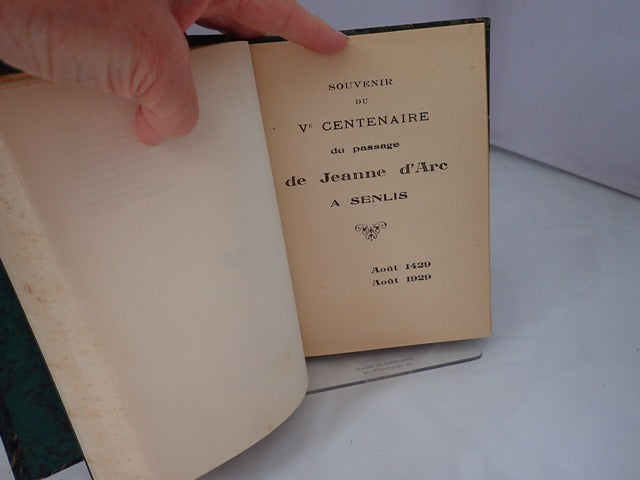 SOUVENIR
DU
Vᵉ CENTENAIRE
du passage
de Jeanne d'Arc
A SENLIS
Août 1429
Août 1929